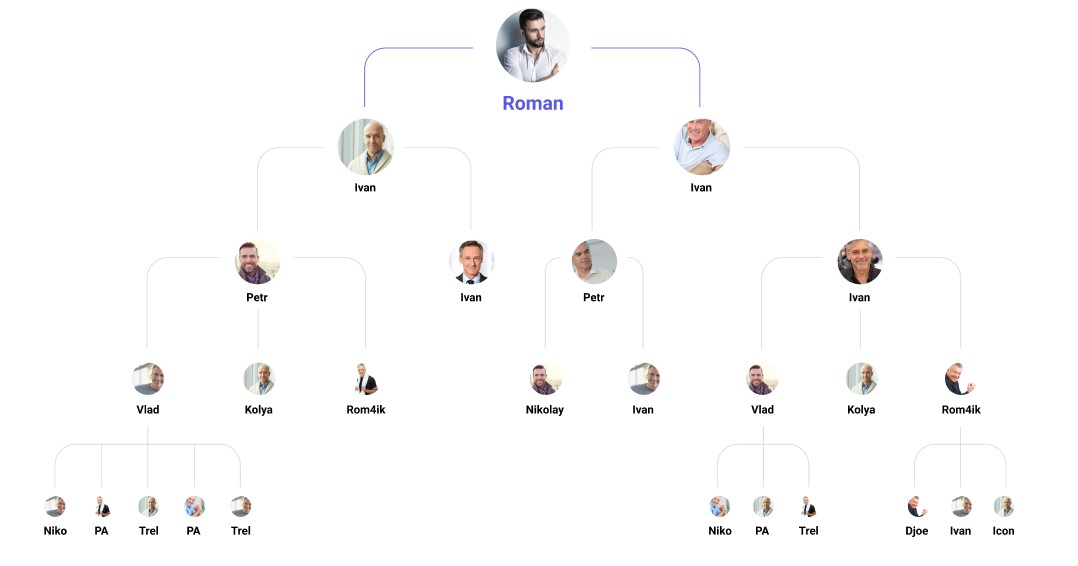 Roman
Ivan
Ivan
Petr
Ivan
Petr
Ivan
Vlad
Kolya
Rom4ik
Nikolay
Ivan
Vlad
Kolya
Rom4ik
Niko
PA
Trel
PA
Trel
Niko
PA
Trel
Djoe
Ivan
Icon